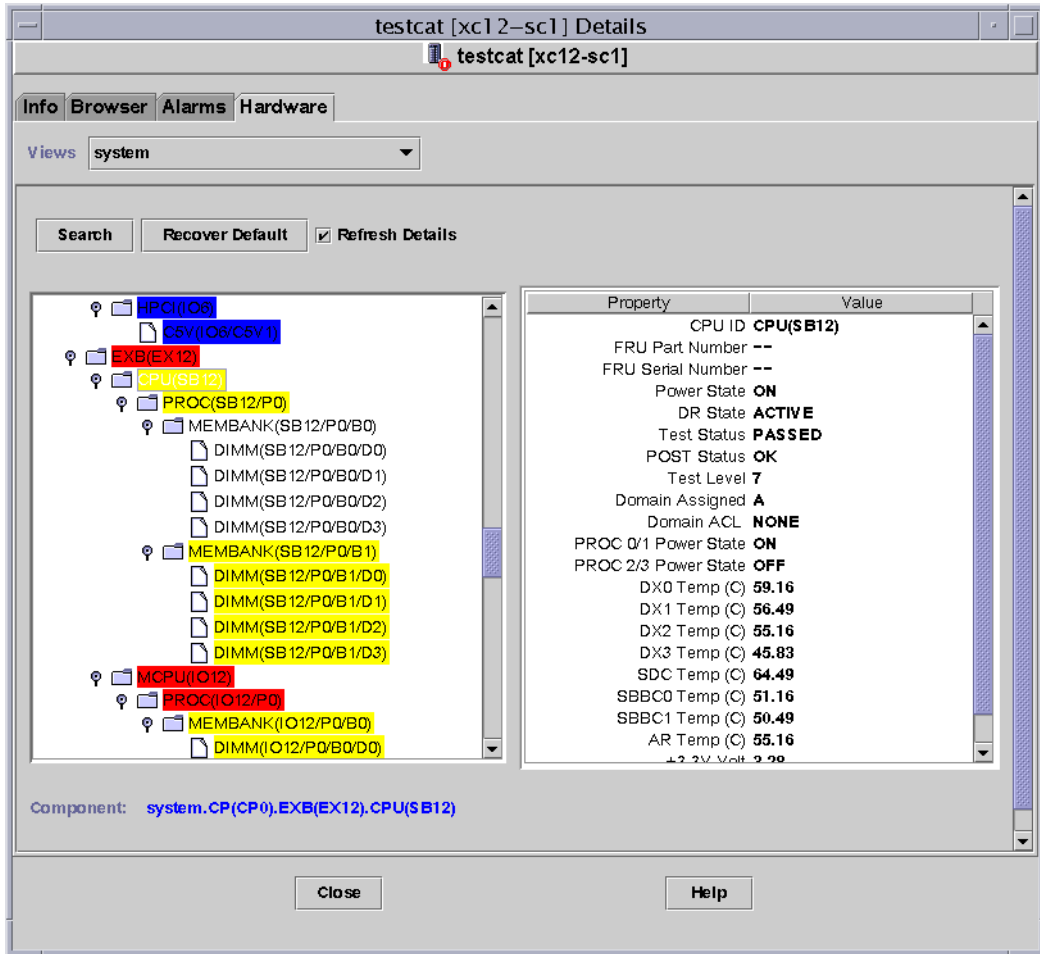 testcat [xc12-sc1] Details
testcat [xc12-sc1]
Info Browser Alarms Hardware
Views system
Search Recover Default Refresh Details
HPCI(IO6)
C5V(IO6/C5V1)
EXB(EX12)
CPU(SB12)
PROC(SB12/P0)
MEMBANK(SB12/P0/B0)
DIMM(SB12/P0/B0/D0)
DIMM(SB12/P0/B0/D1)
DIMM(SB12/P0/B0/D2)
DIMM(SB12/P0/B0/D3)
MEMBANK(SB12/P0/B1)
DIMM(SB12/P0/B1/D0)
DIMM(SB12/P0/B1/D1)
DIMM(SB12/P0/B1/D2)
DIMM(SB12/P0/B1/D3)
MCPU(IO12)
PROC(IO12/P0)
MEMBANK(IO12/P0/B0)
DIMM(IO12/P0/B0/D0)
Property Value
CPU ID CPU(SB12)
FRU Part Number --
FRU Serial Number --
Power State ON
DR State ACTIVE
Test Status PASSED
POST Status OK
Test Level 7
Domain Assigned A
Domain ACL NONE
PROC 0/1 Power State ON
PROC 2/3 Power State OFF
DX0 Temp (C) 59.16
DX1 Temp (C) 56.49
DX2 Temp (C) 55.16
DX3 Temp (C) 45.83
SDC Temp (C) 64.49
SBBC0 Temp (C) 51.16
SBBC1 Temp (C) 50.49
AR Temp (C) 55.16
+3.3V Volt 3.28
Component: system.CP(CP0).EXB(EX12).CPU(SB12)
Close Help